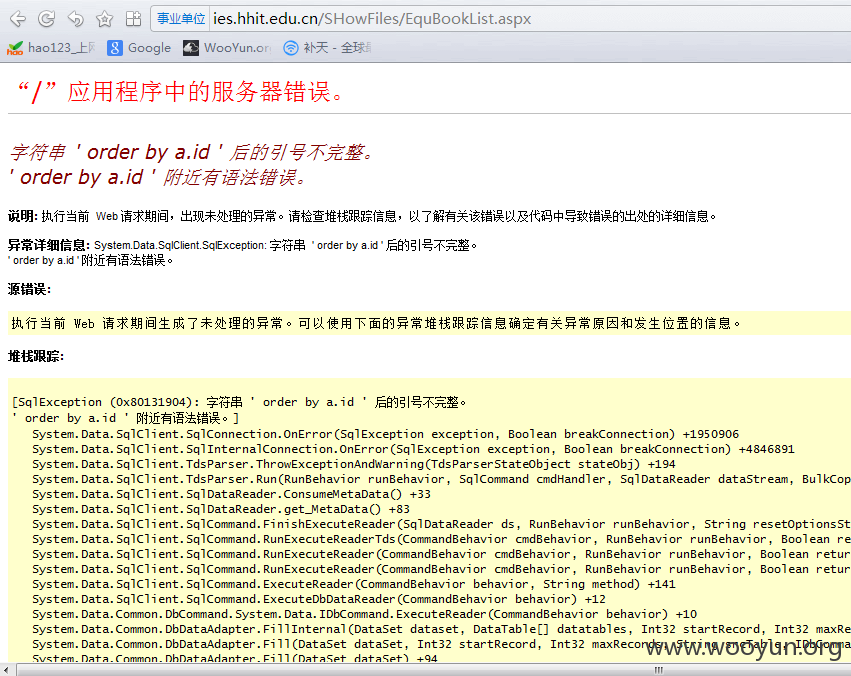 事业单位 ies.hhit.edu.cn/SHowFiles/EquBookList.aspx
hao123_上网 Google WooYun.or 补天 - 全球最
“/”应用程序中的服务器错误。
字符串 ' order by a.id ' 后的引号不完整。
' order by a.id ' 附近有语法错误。
说明: 执行当前 Web 请求期间，出现未处理的异常。请检查堆栈跟踪信息，以了解有关该错误以及代码中导致错误的出处的详细信息。
异常详细信息: System.Data.SqlClient.SqlException: 字符串 ' order by a.id ' 后的引号不完整。
' order by a.id ' 附近有语法错误。
源错误:
执行当前 Web 请求期间生成了未处理的异常。可以使用下面的异常堆栈跟踪信息确定有关异常原因和发生位置的信息。
堆栈跟踪:
[SqlException (0x80131904): 字符串 ' order by a.id ' 后的引号不完整。
' order by a.id ' 附近有语法错误。]
System.Data.SqlClient.SqlConnection.OnError(SqlException exception, Boolean breakConnection) +1950906
System.Data.SqlClient.SqlInternalConnection.OnError(SqlException exception, Boolean breakConnection) +4846891
System.Data.SqlClient.TdsParser.ThrowExceptionAndWarning(TdsParserStateObject stateObj) +194
System.Data.SqlClient.TdsParser.Run(RunBehavior runBehavior, SqlCommand cmdHandler, SqlDataReader dataStream, BulkCop
System.Data.SqlClient.SqlDataReader.ConsumeMetaData() +33
System.Data.SqlClient.SqlDataReader.get_MetaData() +83
System.Data.SqlClient.SqlCommand.FinishExecuteReader(SqlDataReader ds, RunBehavior runBehavior, String resetOptionsSt
System.Data.SqlClient.SqlCommand.RunExecuteReaderTds(CommandBehavior cmdBehavior, RunBehavior runBehavior, Boolean re
System.Data.SqlClient.SqlCommand.RunExecuteReader(CommandBehavior cmdBehavior, RunBehavior runBehavior, Boolean retur
System.Data.SqlClient.SqlCommand.RunExecuteReader(CommandBehavior cmdBehavior, RunBehavior runBehavior, Boolean retur
System.Data.SqlClient.SqlCommand.ExecuteReader(CommandBehavior behavior, String method) +141
System.Data.SqlClient.SqlCommand.ExecuteDbDataReader(CommandBehavior behavior) +12
System.Data.Common.DbCommand.System.Data.IDbCommand.ExecuteReader(CommandBehavior behavior) +10
System.Data.Common.DbDataAdapter.FillInternal(DataSet dataset, DataTable[] datatables, Int32 startRecord, Int32 maxRe
System.Data.Common.DbDataAdapter.Fill(DataSet dataSet, Int32 startRecord, Int32 maxRecords, String srcTable, IDbComma
System.Data.Common.DbDataAdapter.Fill(DataSet dataSet) +94
www.wooyun.org